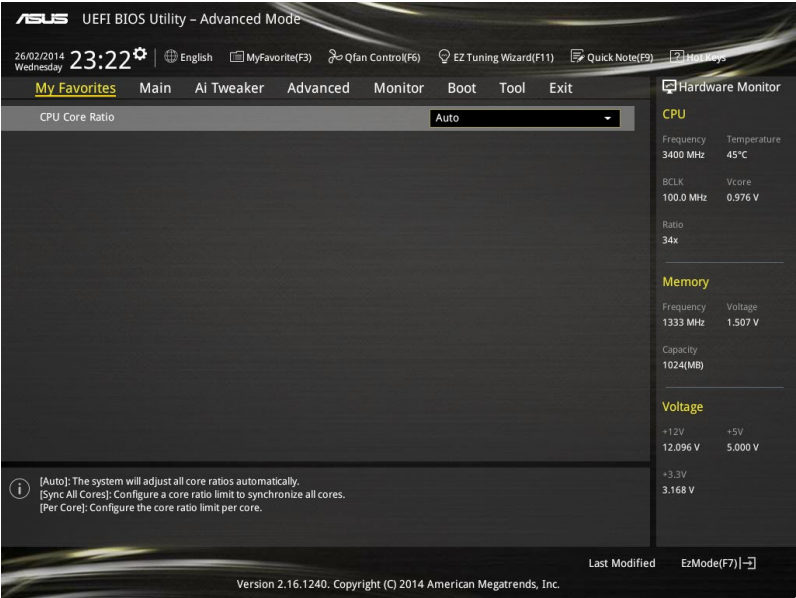 ASUS UEFI BIOS Utility – Advanced Mode
26/02/2014
Wednesday
23:22
English
MyFavorite(F3)
Qfan Control(F6)
EZ Tuning Wizard(F11)
Quick Note(F9)
Hot Keys
My Favorites Main Ai Tweaker Advanced Monitor Boot Tool Exit
CPU Core Ratio
Auto
Hardware Monitor
CPU
Frequency Temperature
3400 MHz 45°C
BCLK Vcore
100.0 MHz 0.976 V
Ratio
34x
Memory
Frequency Voltage
1333 MHz 1.507 V
Capacity
1024(MB)
Voltage
+12V +5V
12.096 V 5.000 V
+3.3V
3.168 V
[Auto]: The system will adjust all core ratios automatically.
[Sync All Cores]: Configure a core ratio limit to synchronize all cores.
[Per Core]: Configure the core ratio limit per core.
Last Modified EzMode(F7)
Version 2.16.1240. Copyright (C) 2014 American Megatrends, Inc.